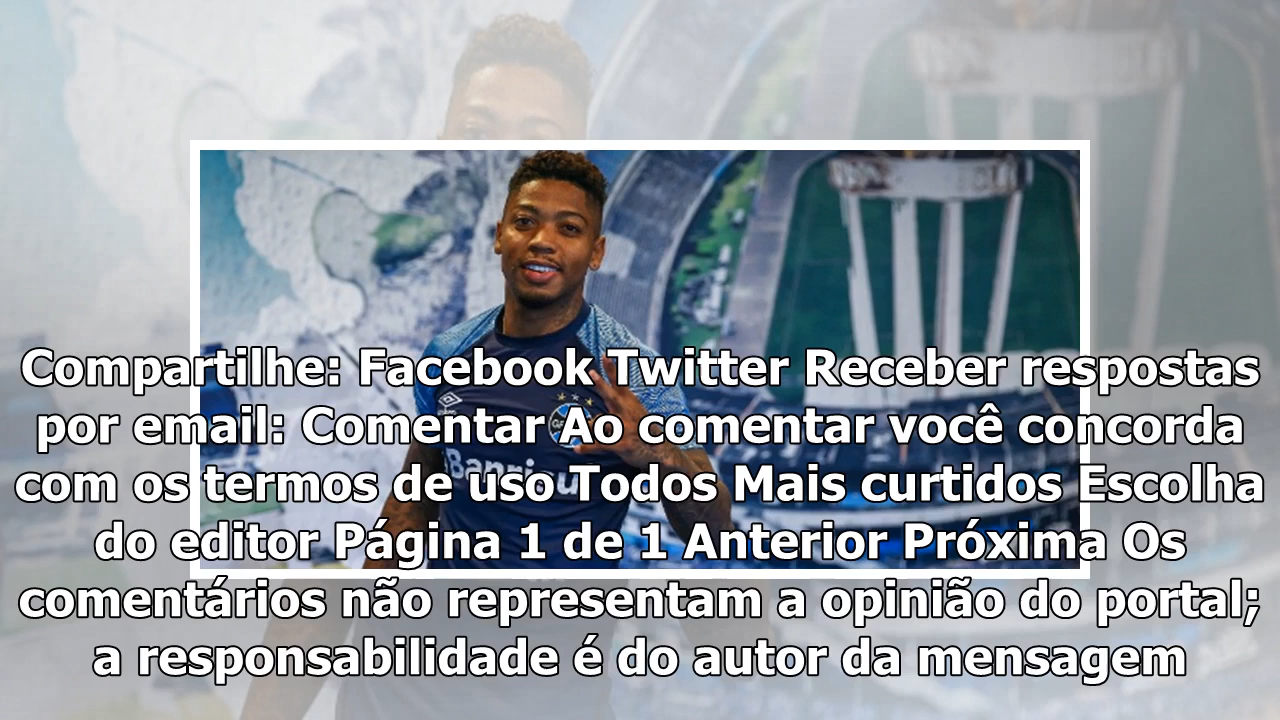 Compartilhe: Facebook Twitter Receber respostas
por email: Comentar Ao comentar você concorda
com os termos de uso Todos Mais curtidos Escolha
do editor Página 1 de 1 Anterior Próxima Os
comentários não representam a opinião do portal;
a responsabilidade é do autor da mensagem